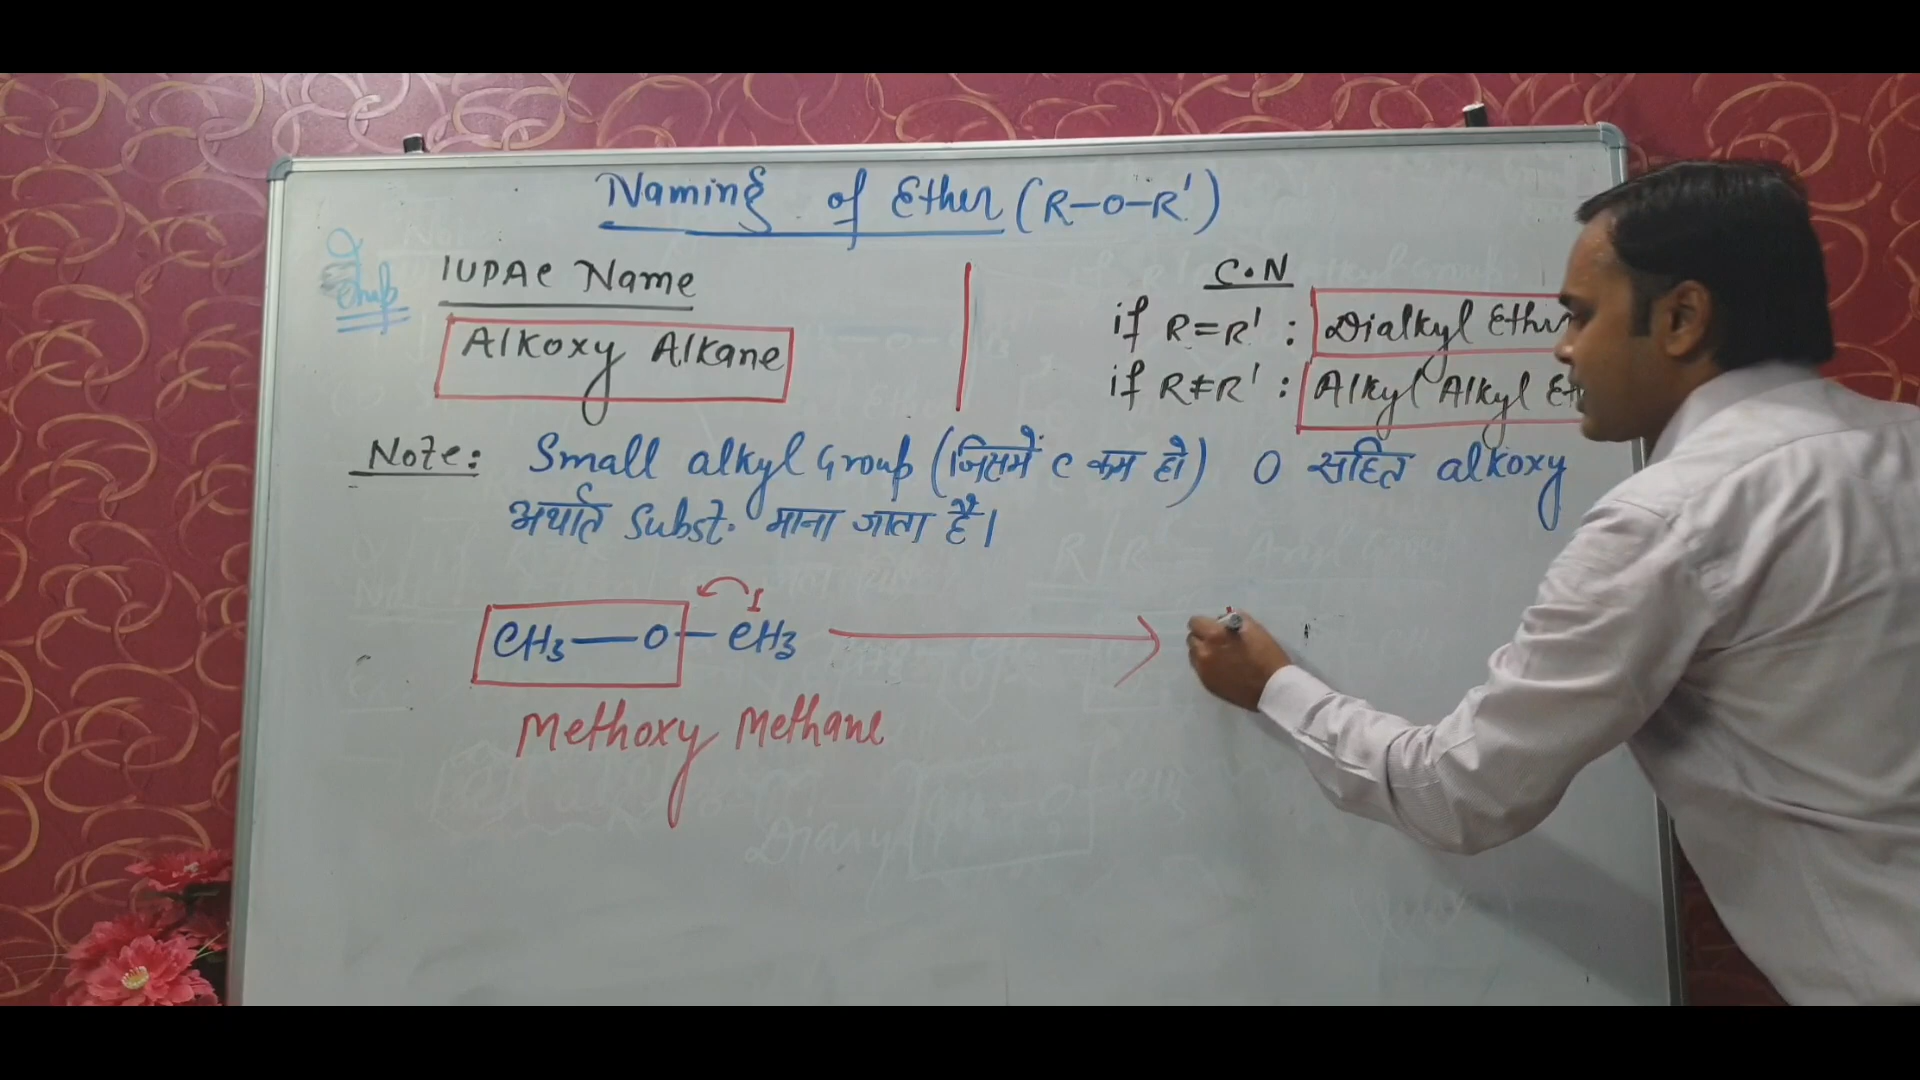 Naming of Ether (R-O-R')
IUPAC Name
C.N
Alkoxy Alkane
if R=R' : Dialkyl Ether
if R≠R' : Alkyl Alkyl Et
Note: Small alkyl Group (जिसमें C कम हो) O सहित alkoxy
अर्थात Subst. माना जाता है।
1
CH3—O—CH3
Methoxy Methane